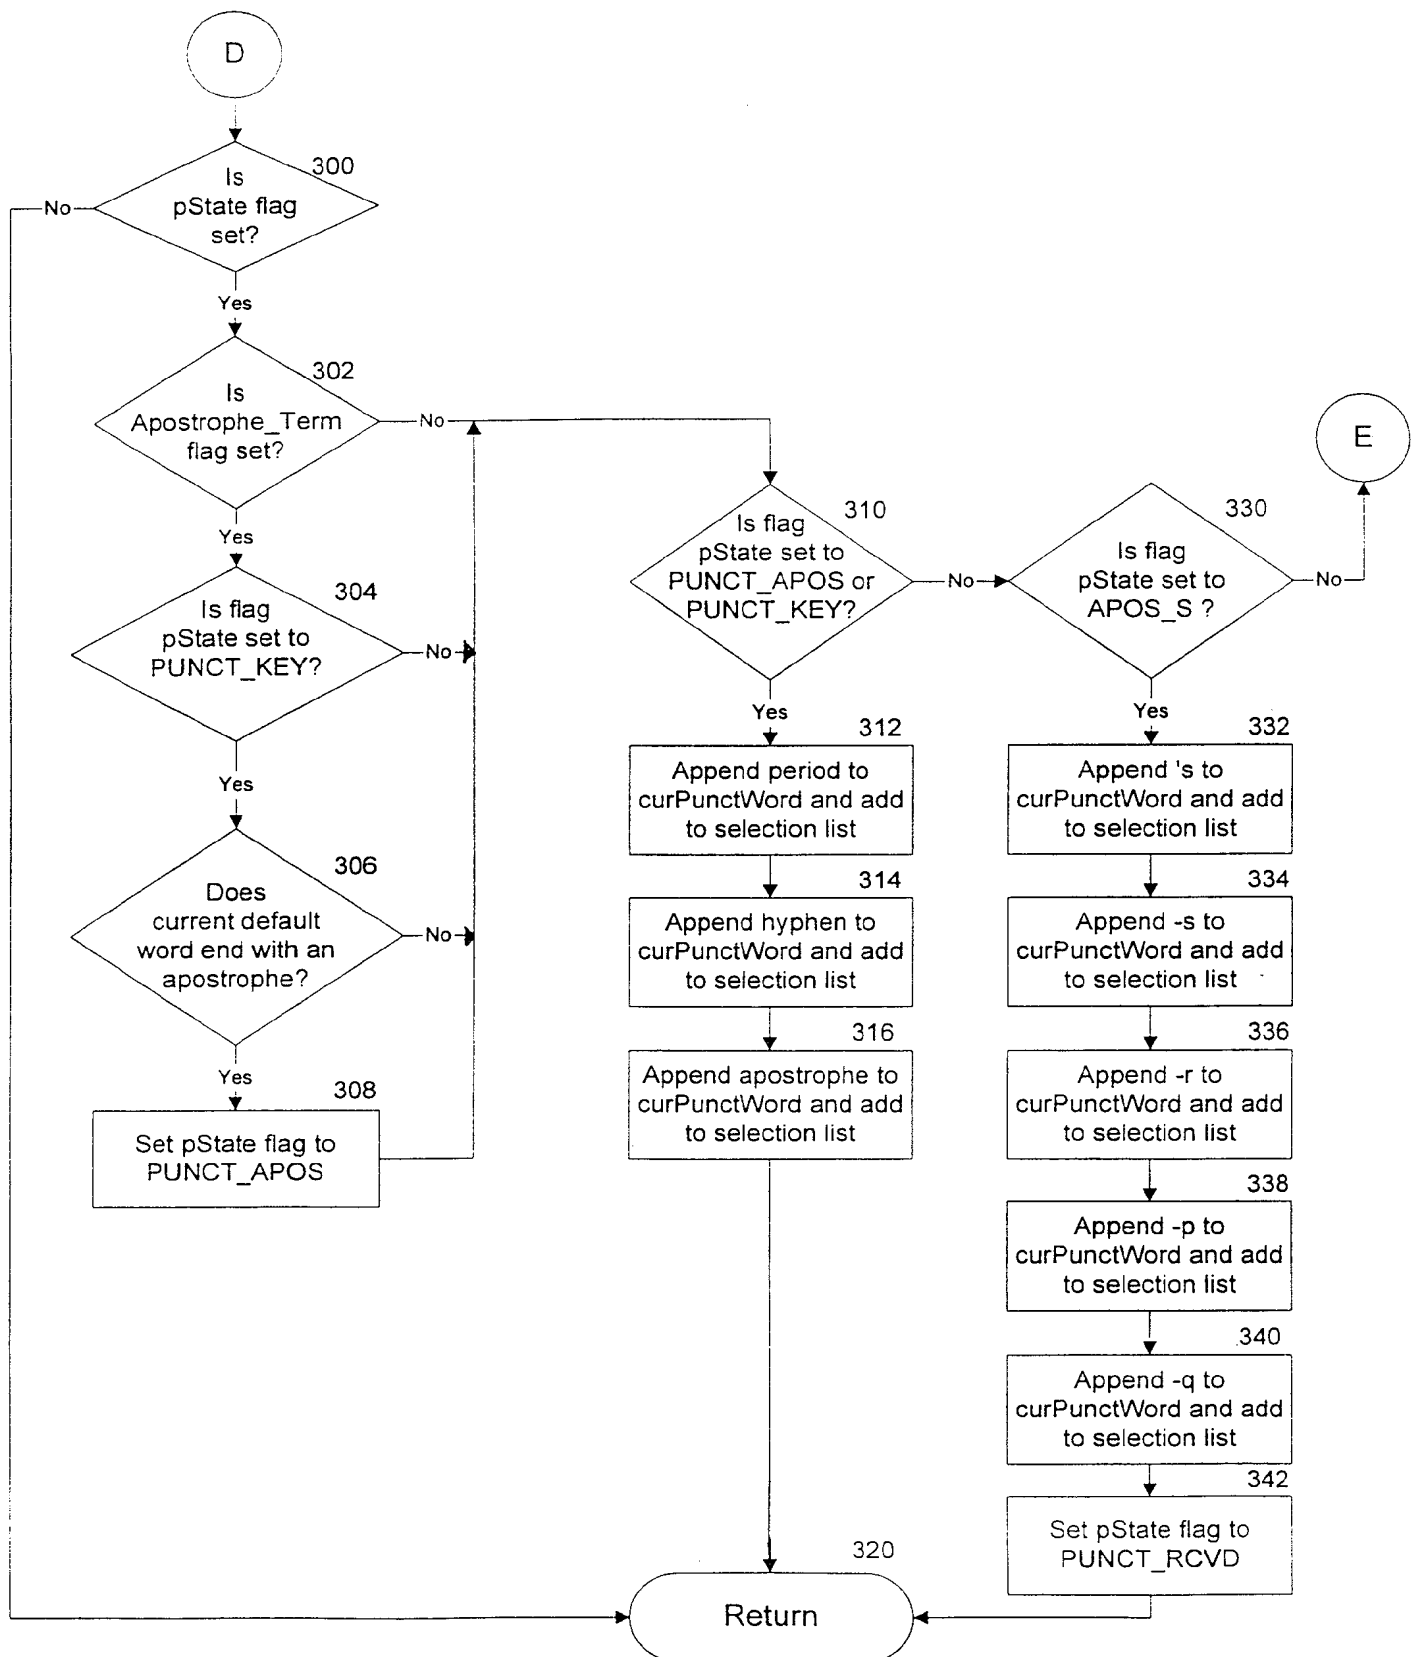 D
300
Is
pState flag
set?
No
Yes
302
Is
Apostrophe_Term
flag set?
No
Yes
304
Is flag
pState set to
PUNCT_KEY?
No
Yes
306
Does
current default
word end with an
apostrophe?
No
Yes
308
Set pState flag to
PUNCT_APOS
310
Is flag
pState set to
PUNCT_APOS or
PUNCT_KEY?
No
Yes
312
Append period to
curPunctWord and add
to selection list
314
Append hyphen to
curPunctWord and add
to selection list
316
Append apostrophe to
curPunctWord and add
to selection list
330
Is flag
pState set to
APOS_S ?
No
E
Yes
332
Append 's to
curPunctWord and add
to selection list
334
Append -s to
curPunctWord and add
to selection list
336
Append -r to
curPunctWord and add
to selection list
338
Append -p to
curPunctWord and add
to selection list
340
Append -q to
curPunctWord and add
to selection list
342
Set pState flag to
PUNCT_RCVD
320
Return